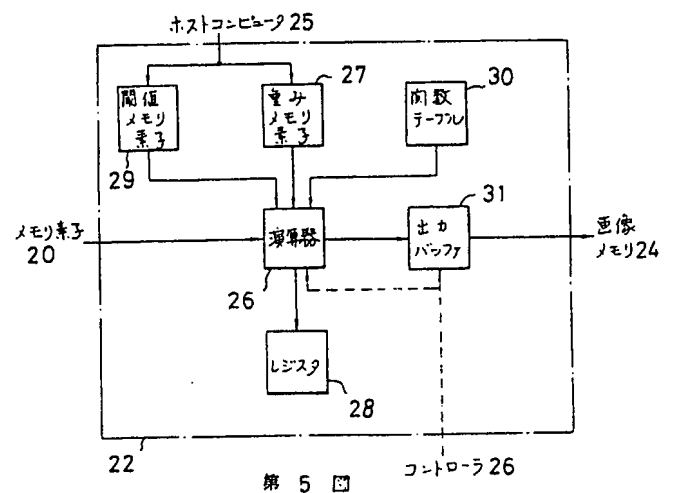 ホストコンピュータ25
27
30
閾値
メモリ
素子
重み
メモリ
素子
関数
テーブル
29
31
メモリ素子
20
演算器
出力
バッファ
画像
メモリ24
26
レジスタ
28
22
コントローラ26
第5図